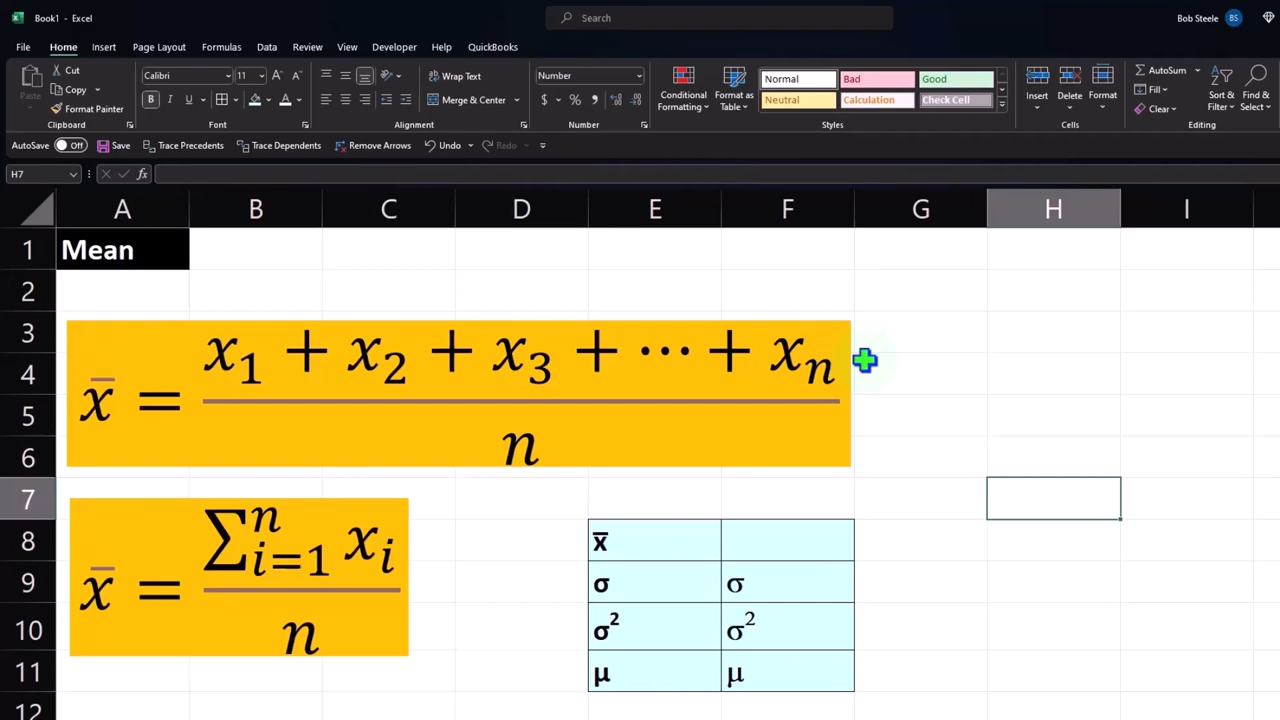 Book1 - Excel
Search
Bob Steele BS
File Home Insert Page Layout Formulas Data Review View Developer Help QuickBooks
Cut Calibri 11 Wrap Text Number Normal Bad Good AutoSum
Paste Copy B I U Merge & Center $ % Conditional Formatting Format as Table Neutral Calculation Check Cell Insert Delete Format Fill Sort & Filter Find & Select
Format Painter Clear
Clipboard Font Alignment Number Styles Cells Editing
AutoSave Off Save Trace Precedents Trace Dependents Remove Arrows Undo Redo
H7 fx
A B C D E F G H I
1 Mean
2
3
4
5
6
x̄ = (x₁ + x₂ + x₃ + ⋯ + xₙ) / n
7
x̄ = ∑ⁿᵢ₌₁ xᵢ / n
8 x̄
9 σ σ
10 σ² σ²
11 μ μ
12